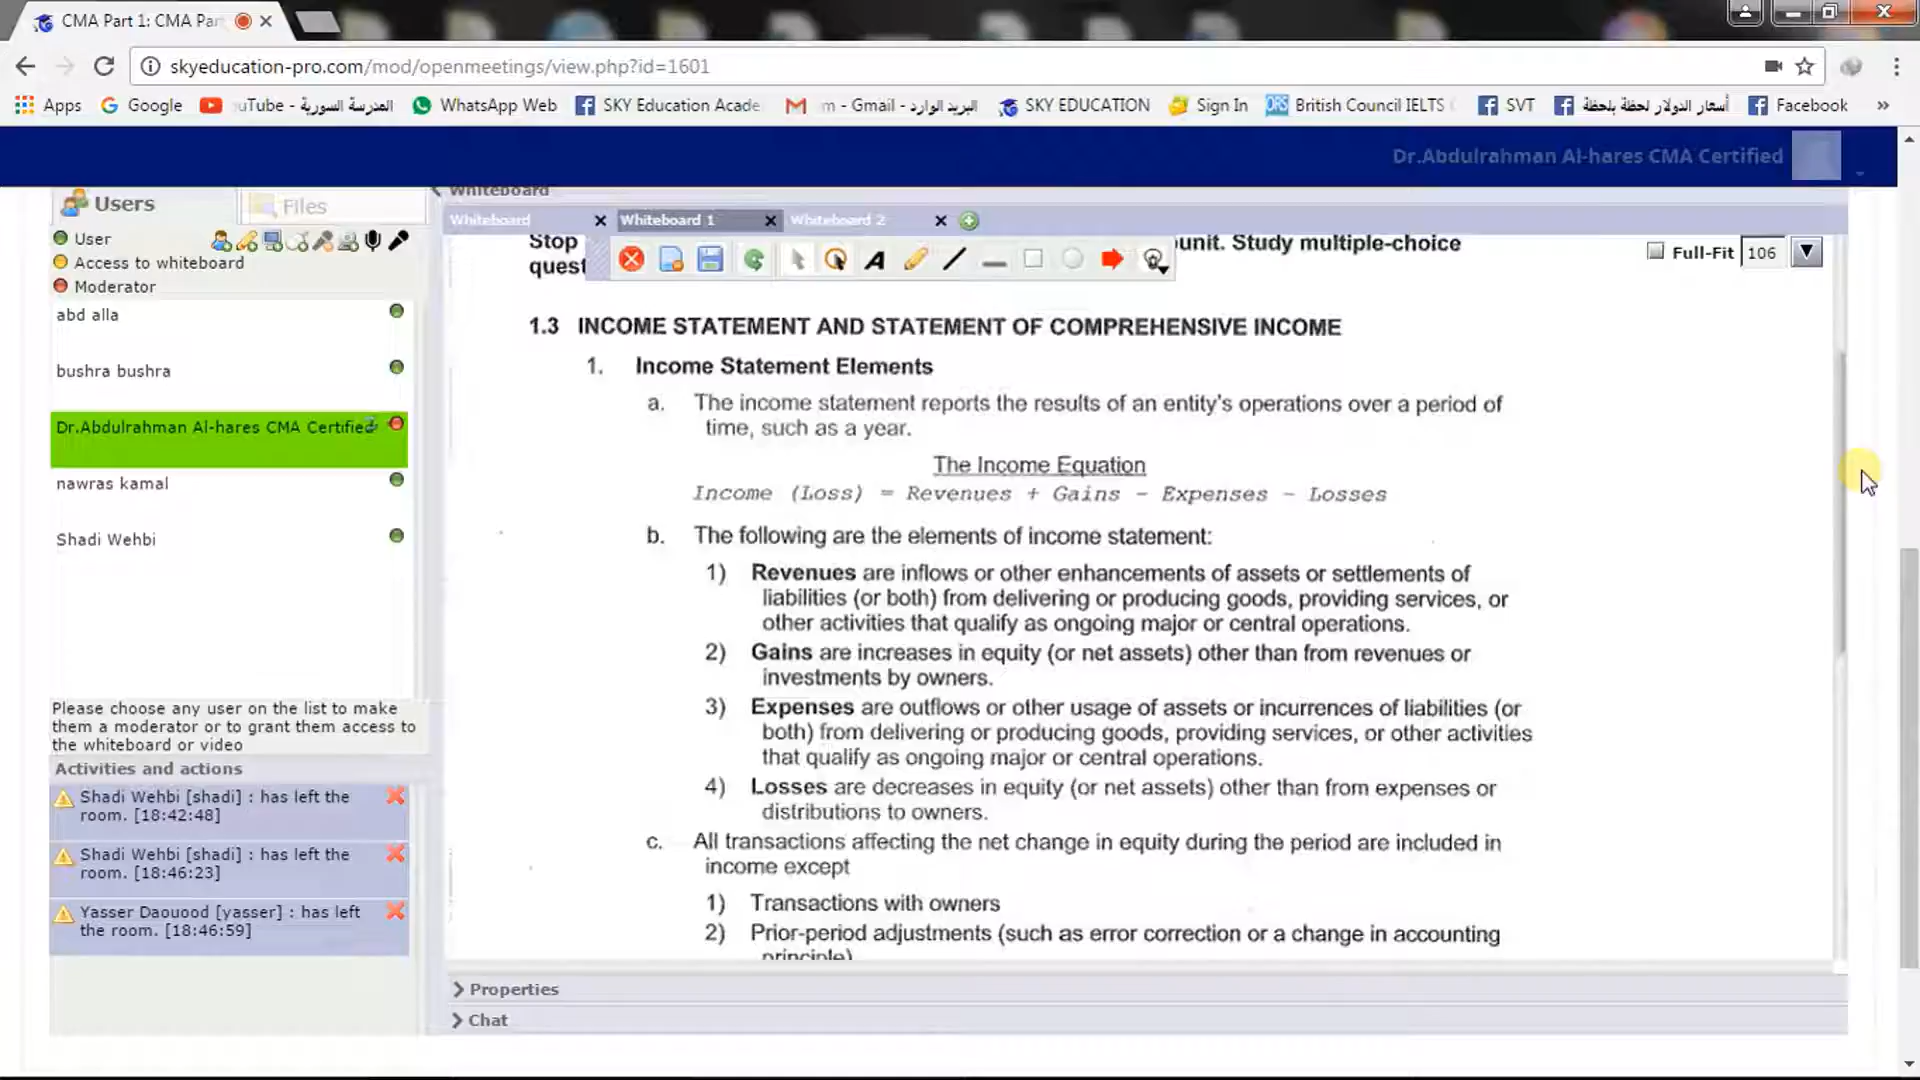 CMA Part 1: CMA Par
skyeducation-pro.com/mod/openmeetings/view.php?id=1601
Apps
Google
uTube - المدرسة السورية
WhatsApp Web
SKY Education Acade
m - Gmail - البريد الوارد
SKY EDUCATION
Sign In
ORS British Council IELTS
SVT
أسعار الدولار لحظة بلحظة
Facebook
Dr.Abdulrahman Al-hares CMA Certified
Users
Files
User
Access to whiteboard
Moderator
abd alla
bushra bushra
Dr.Abdulrahman Al-hares CMA Certified
nawras kamal
Shadi Wehbi
Please choose any user on the list to make
them a moderator or to grant them access to
the whiteboard or video
Activities and actions
Shadi Wehbi [shadi] : has left the
room. [18:42:48]
Shadi Wehbi [shadi] : has left the
room. [18:46:23]
Yasser Daouood [yasser] : has left
the room. [18:46:59]
Whiteboard
Whiteboard
Whiteboard 1
Whiteboard 2
Full-Fit 106
Stop unit. Study multiple-choice
quest
1.3 INCOME STATEMENT AND STATEMENT OF COMPREHENSIVE INCOME
1. Income Statement Elements
a. The income statement reports the results of an entity's operations over a period of
time, such as a year.
The Income Equation
Income (Loss) = Revenues + Gains - Expenses - Losses
b. The following are the elements of income statement:
1) Revenues are inflows or other enhancements of assets or settlements of
liabilities (or both) from delivering or producing goods, providing services, or
other activities that qualify as ongoing major or central operations.
2) Gains are increases in equity (or net assets) other than from revenues or
investments by owners.
3) Expenses are outflows or other usage of assets or incurrences of liabilities (or
both) from delivering or producing goods, providing services, or other activities
that qualify as ongoing major or central operations.
4) Losses are decreases in equity (or net assets) other than from expenses or
distributions to owners.
c. All transactions affecting the net change in equity during the period are included in
income except
1) Transactions with owners
2) Prior-period adjustments (such as error correction or a change in accounting
principle)
Properties
Chat